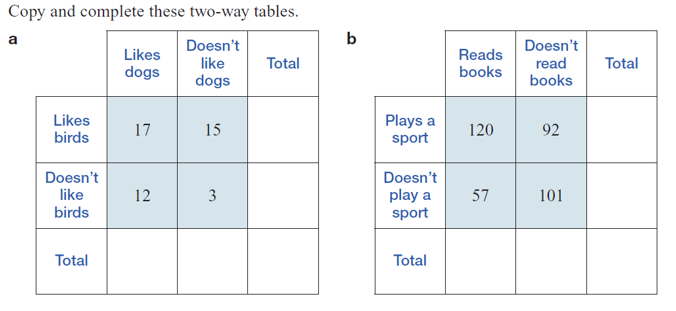 Copy and complete these two-way tables.
a
Likes dogs
Doesn't like dogs
Total
Likes birds
17
15
Doesn't like birds
12
3
Total
b
Reads books
Doesn't read books
Total
Plays a sport
120
92
Doesn't play a sport
57
101
Total